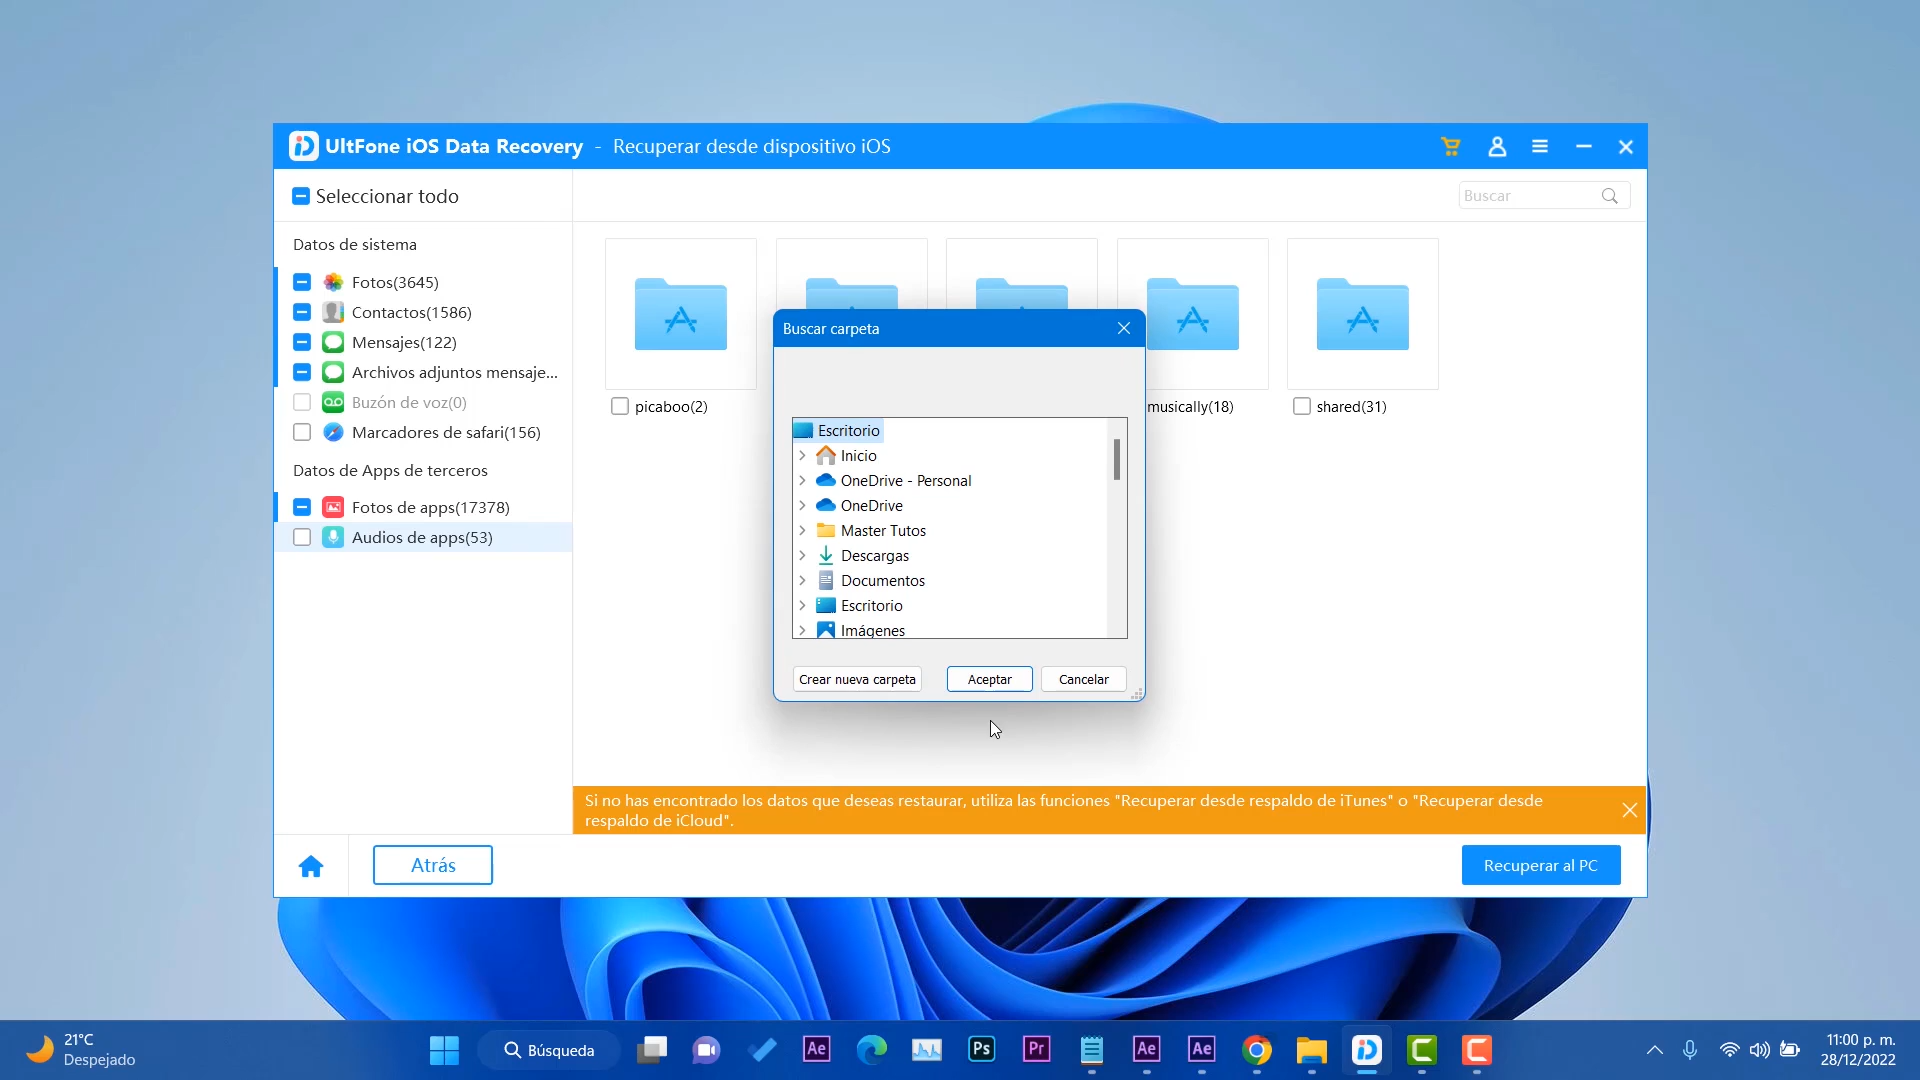 UltFone iOS Data Recovery - Recuperar desde dispositivo iOS
Seleccionar todo
Buscar
Datos de sistema
Fotos(3645)
Contactos(1586)
Mensajes(122)
Archivos adjuntos mensaje...
Buzón de voz(0)
Marcadores de safari(156)
Datos de Apps de terceros
Fotos de apps(17378)
Audios de apps(53)
picaboo(2)
musically(18)
shared(31)
Buscar carpeta
Escritorio
Inicio
OneDrive - Personal
OneDrive
Master Tutos
Descargas
Documentos
Escritorio
Imágenes
Crear nueva carpeta
Aceptar
Cancelar
Si no has encontrado los datos que deseas restaurar, utiliza las funciones "Recuperar desde respaldo de iTunes" o "Recuperar desde
respaldo de iCloud".
Atrás
Recuperar al PC
21°C
Despejado
Búsqueda
Ae
Ps
Pr
Ae
Ae
11:00 p. m.
28/12/2022